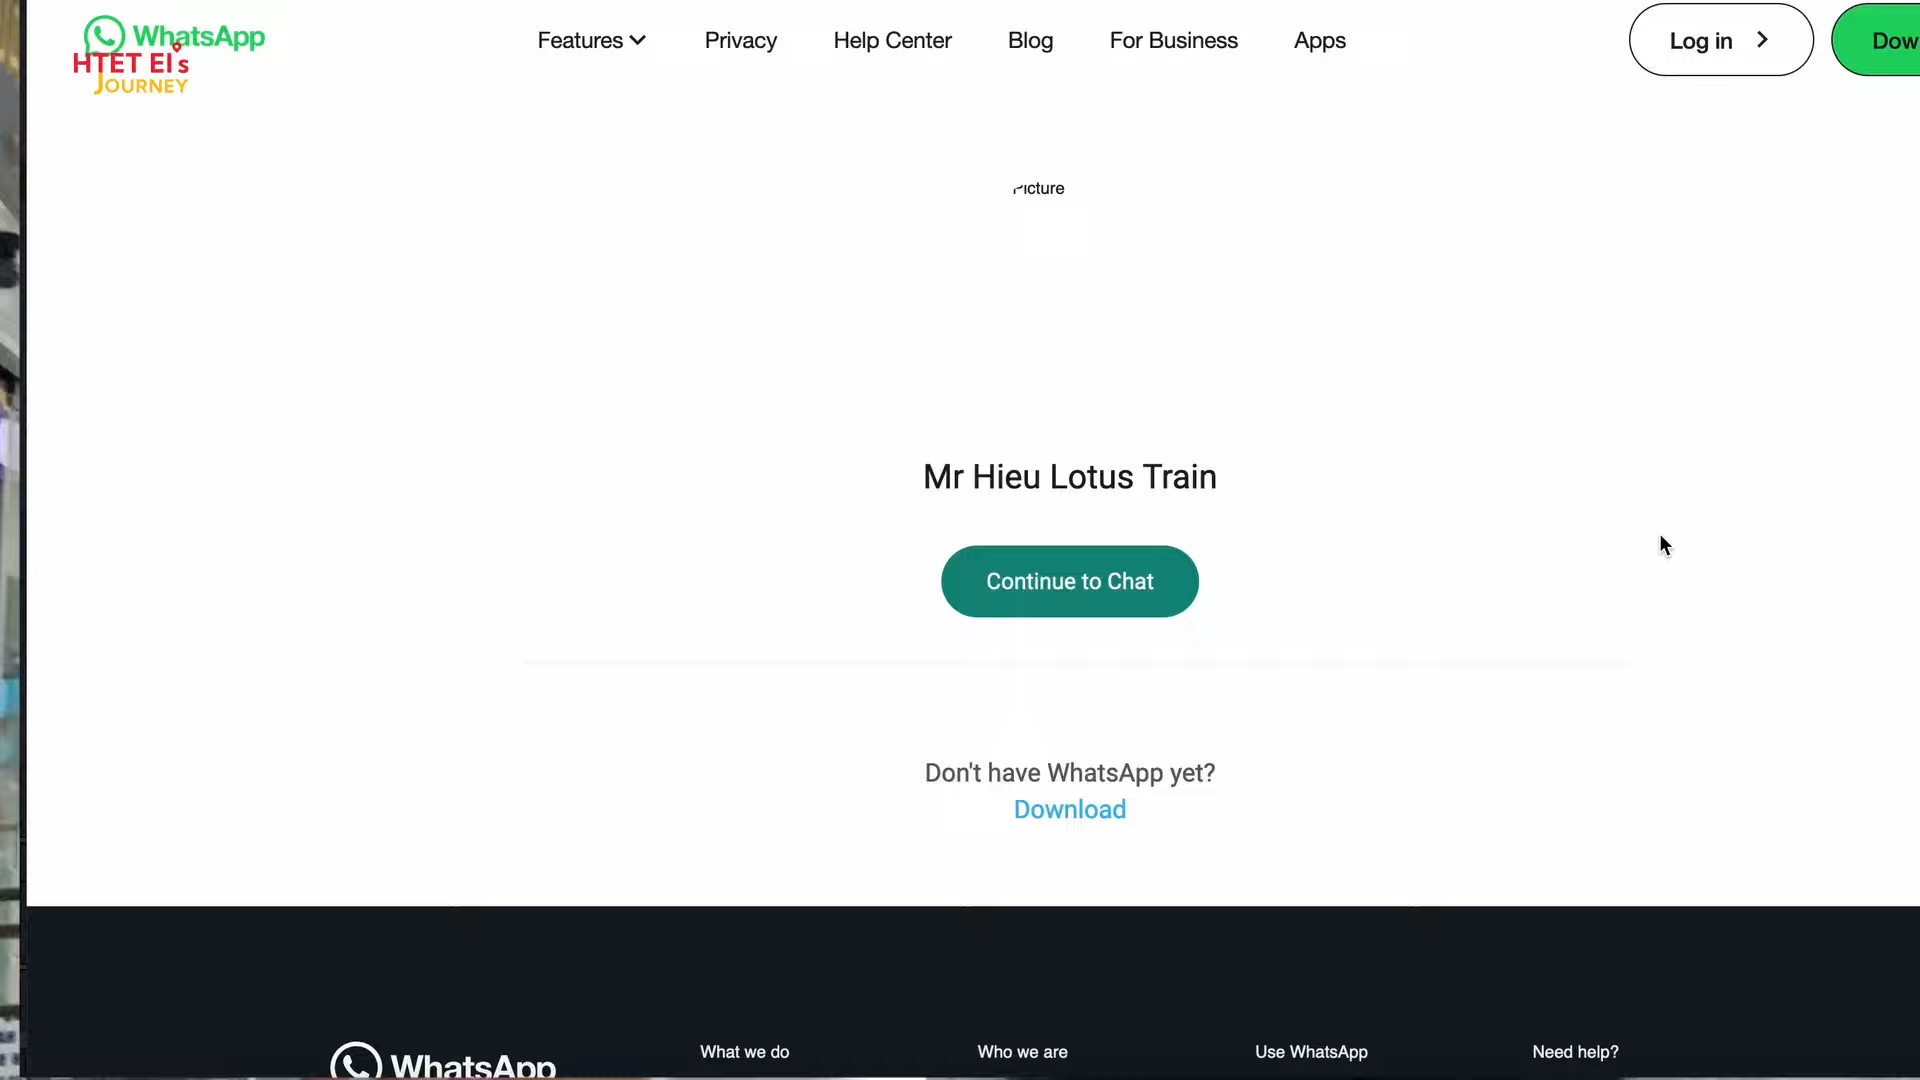 WhatsApp
HTET EI's
JOURNEY
Features
Privacy
Help Center
Blog
For Business
Apps
Log in
Dow
Picture
Mr Hieu Lotus Train
Continue to Chat
Don't have WhatsApp yet?
Download
WhatsApp
What we do
Who we are
Use WhatsApp
Need help?